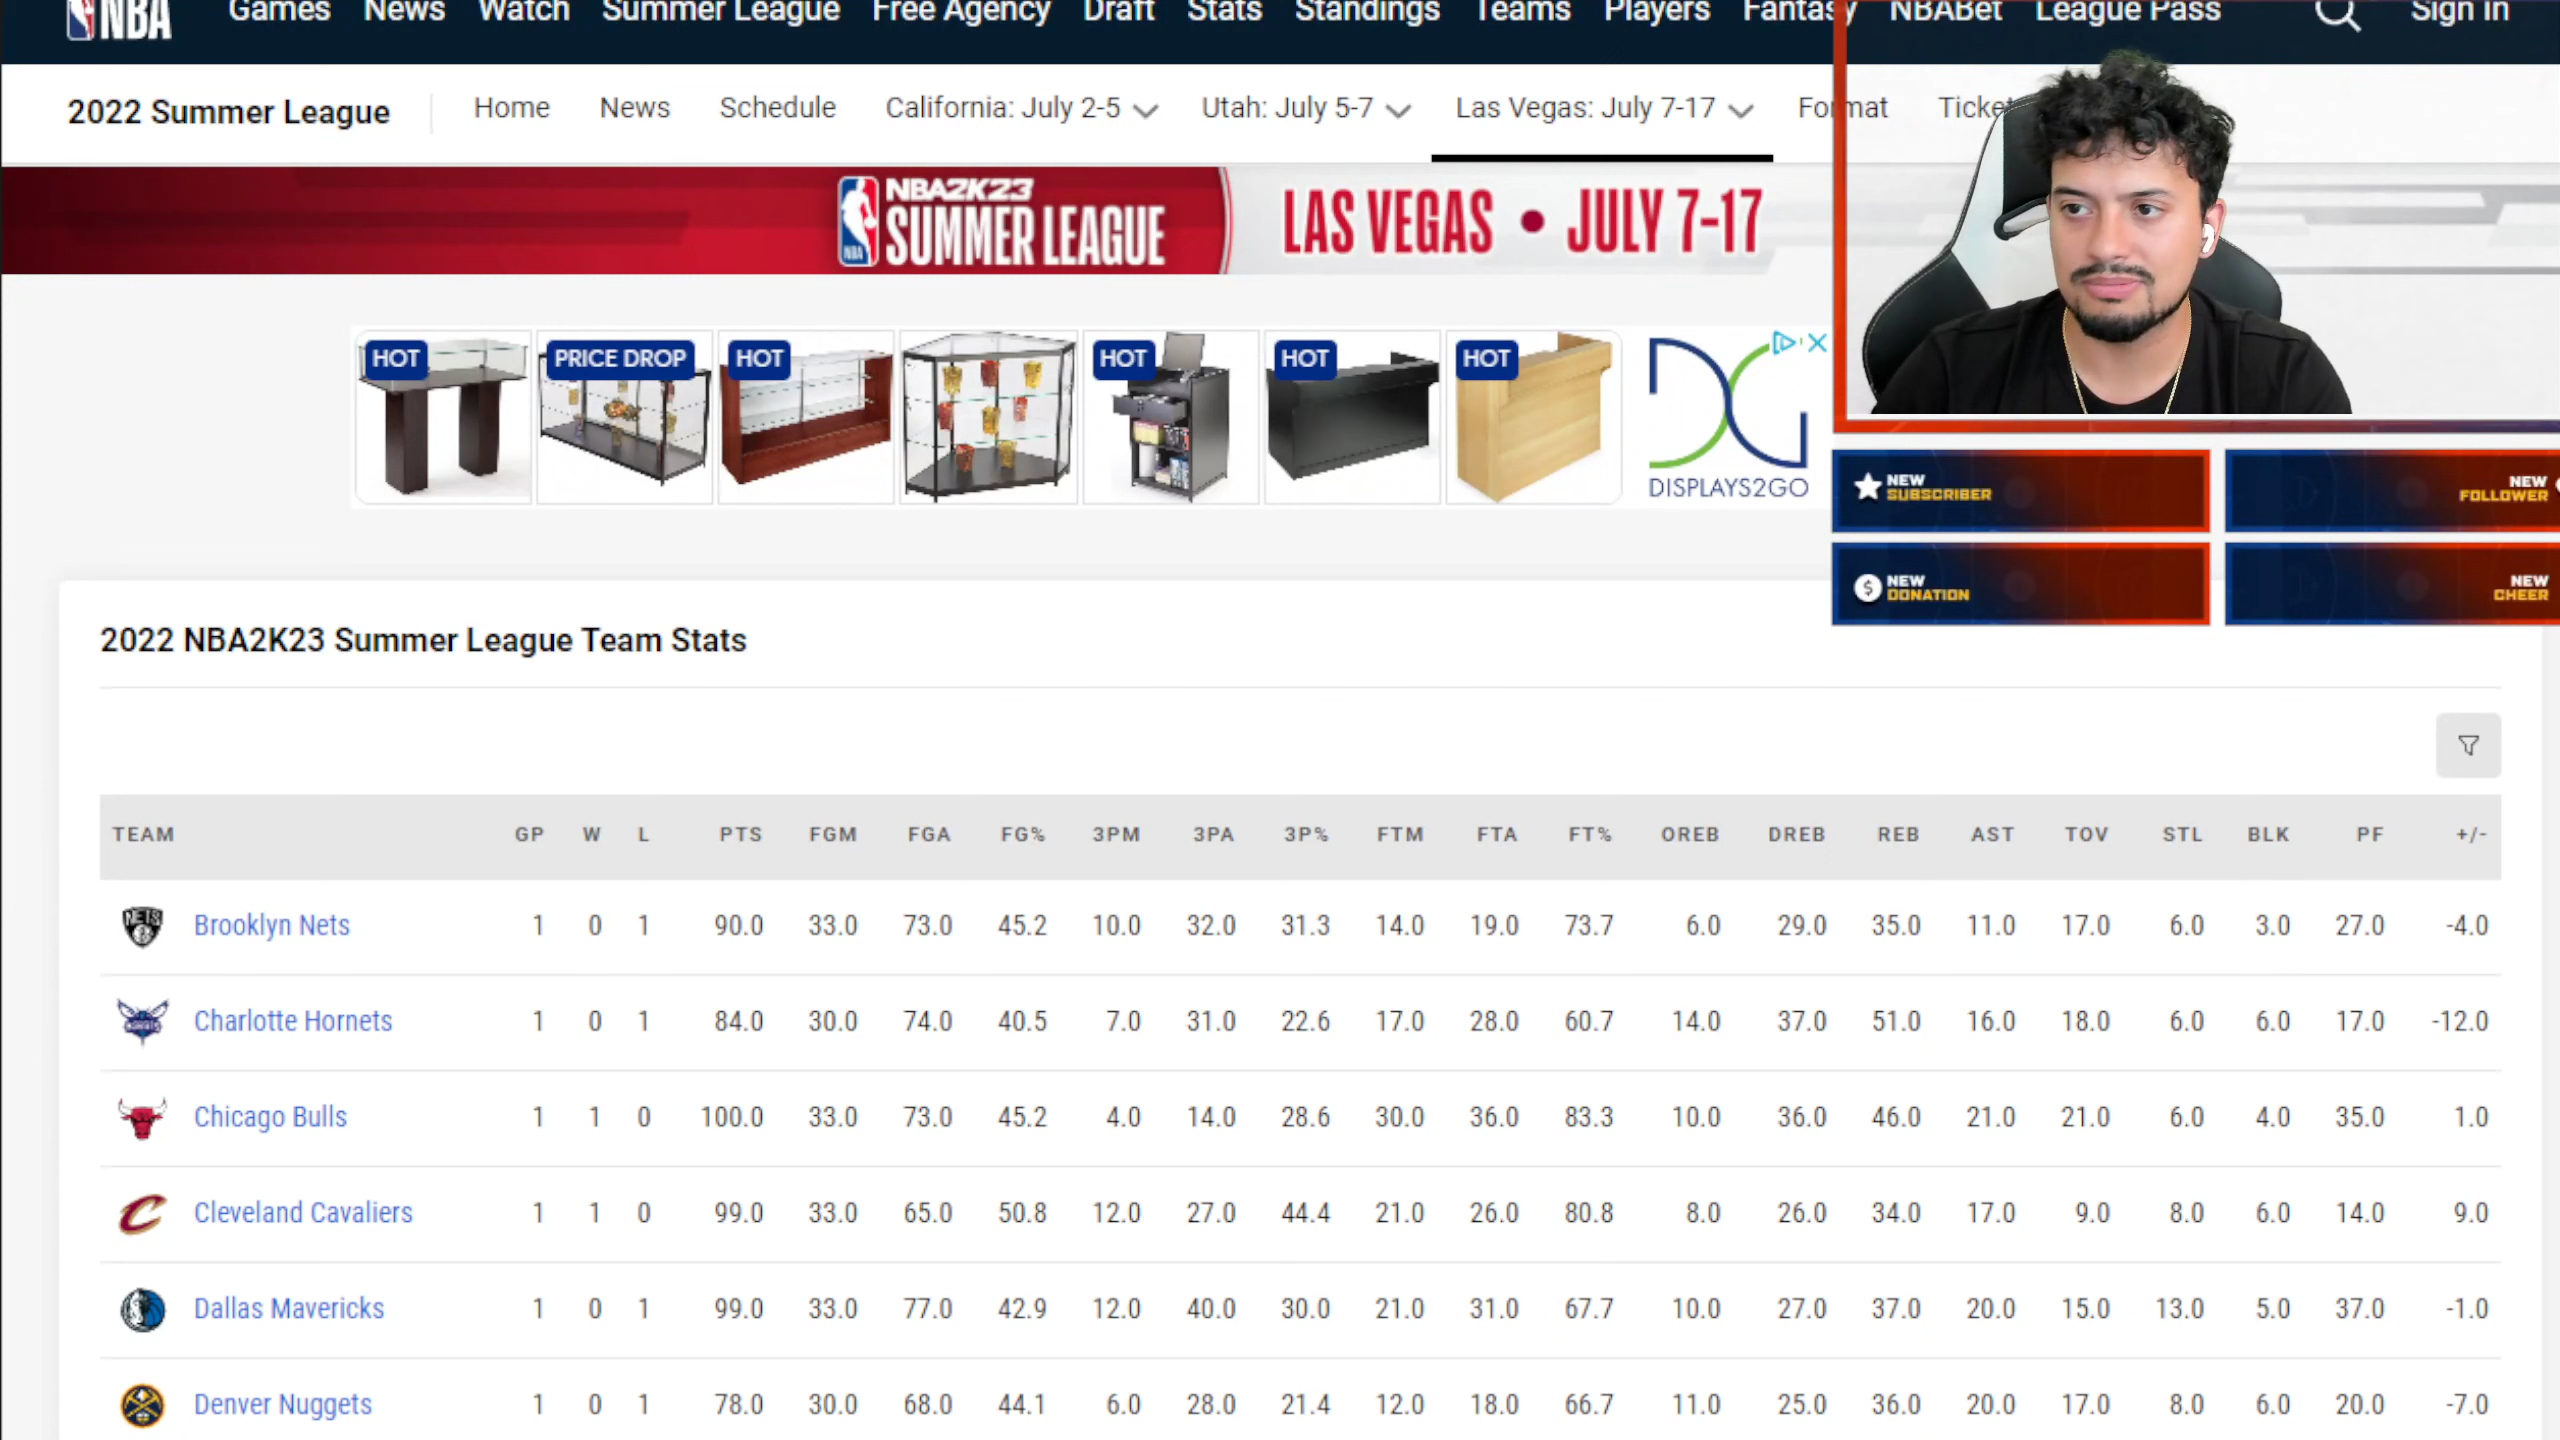 NBA Games News Watch Summer League Free Agency Draft Stats Standings Teams Players Fantasy NBABet League Pass Sign in
2022 Summer League Home News Schedule California: July 2-5 Utah: July 5-7 Las Vegas: July 7-17 Format Ticket
NBA2K23
SUMMER LEAGUE
NBA
LAS VEGAS • JULY 7-17
HOT PRICE DROP HOT HOT HOT HOT
DISPLAYS2GO
NEW
SUBSCRIBER
NEW
FOLLOWER
NEW
DONATION
NEW
CHEER
2022 NBA2K23 Summer League Team Stats
TEAM GP W L PTS FGM FGA FG% 3PM 3PA 3P% FTM FTA FT% OREB DREB REB AST TOV STL BLK PF +/-
NETS Brooklyn Nets 1 0 1 90.0 33.0 73.0 45.2 10.0 32.0 31.3 14.0 19.0 73.7 6.0 29.0 35.0 11.0 17.0 6.0 3.0 27.0 -4.0
Charlotte Hornets 1 0 1 84.0 30.0 74.0 40.5 7.0 31.0 22.6 17.0 28.0 60.7 14.0 37.0 51.0 16.0 18.0 6.0 6.0 17.0 -12.0
Chicago Bulls 1 1 0 100.0 33.0 73.0 45.2 4.0 14.0 28.6 30.0 36.0 83.3 10.0 36.0 46.0 21.0 21.0 6.0 4.0 35.0 1.0
Cleveland Cavaliers 1 1 0 99.0 33.0 65.0 50.8 12.0 27.0 44.4 21.0 26.0 80.8 8.0 26.0 34.0 17.0 9.0 8.0 6.0 14.0 9.0
Dallas Mavericks 1 0 1 99.0 33.0 77.0 42.9 12.0 40.0 30.0 21.0 31.0 67.7 10.0 27.0 37.0 20.0 15.0 13.0 5.0 37.0 -1.0
Denver Nuggets 1 0 1 78.0 30.0 68.0 44.1 6.0 28.0 21.4 12.0 18.0 66.7 11.0 25.0 36.0 20.0 17.0 8.0 6.0 20.0 -7.0